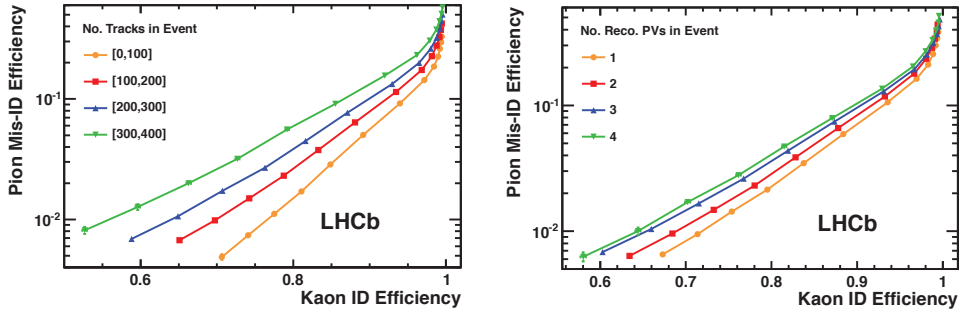 Pion Mis-ID Efficiency
No. Tracks in Event
[0,100]
[100,200]
[200,300]
[300,400]
LHCb
10⁻¹
10⁻²
0.6
0.8
1
Kaon ID Efficiency
Pion Mis-ID Efficiency
No. Reco. PVs in Event
1
2
3
4
LHCb
10⁻¹
10⁻²
0.6
0.7
0.8
0.9
1
Kaon ID Efficiency